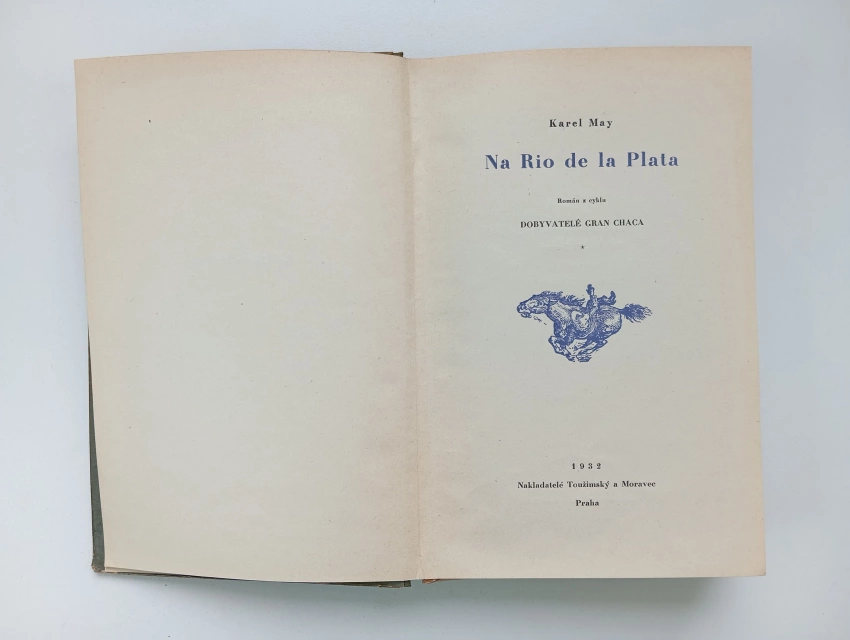 Karel May
Na Rio de la Plata
Román z cyklu
DOBYVATELÉ GRAN CHACA
*
1932
Nakladatelé Toužimský a Moravec
Praha